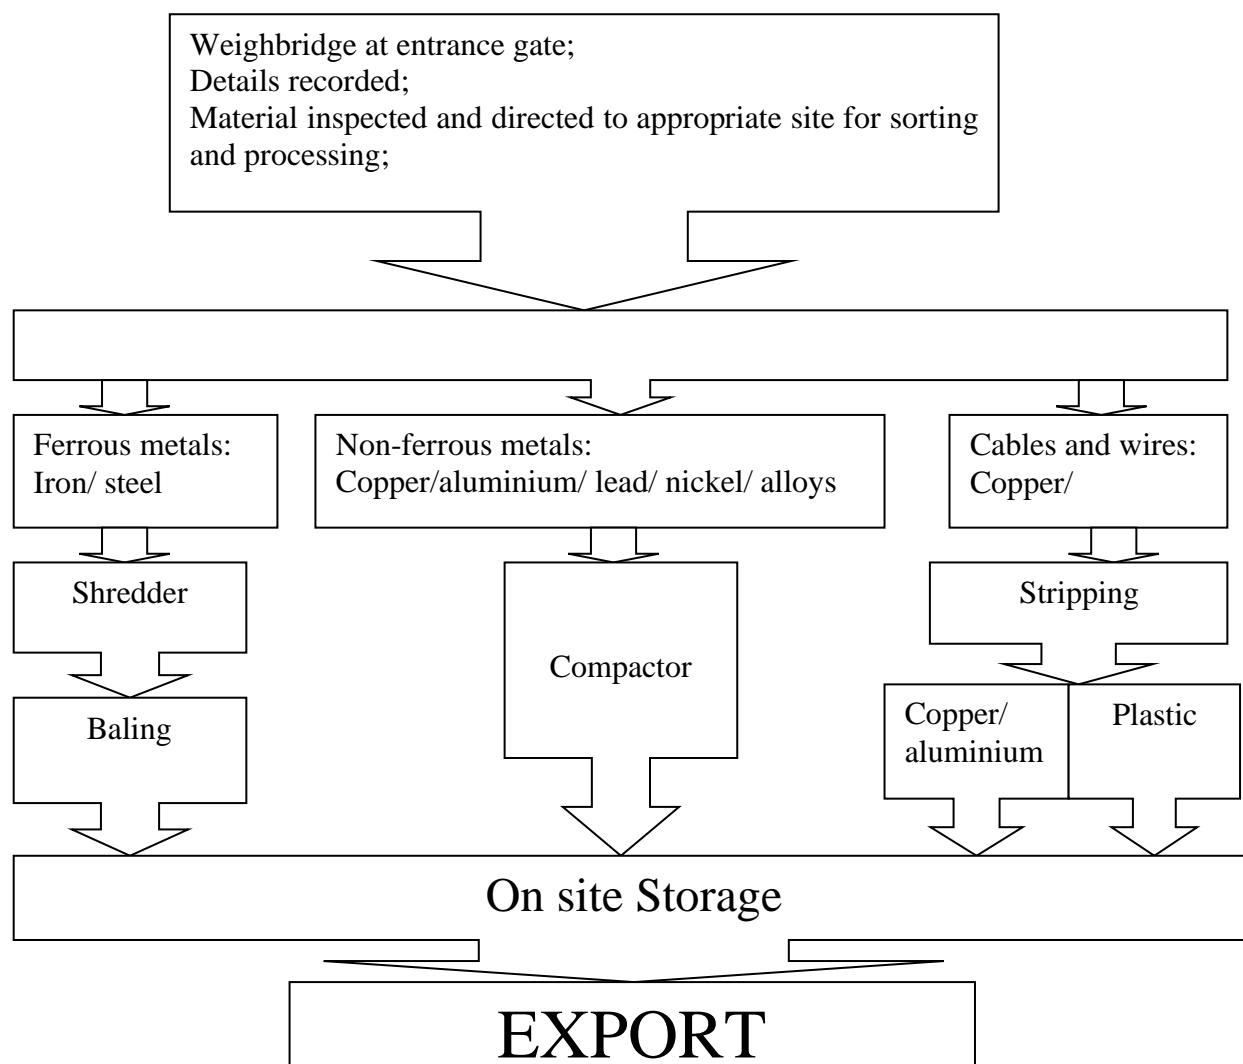 Weighbridge at entrance gate;
Details recorded;
Material inspected and directed to appropriate site for sorting
and processing;
Ferrous metals:
Iron/ steel
Non-ferrous metals:
Copper/aluminium/ lead/ nickel/ alloys
Cables and wires:
Copper/
Shredder
Compactor
Stripping
Baling
Copper/
aluminium
Plastic
On site Storage
EXPORT